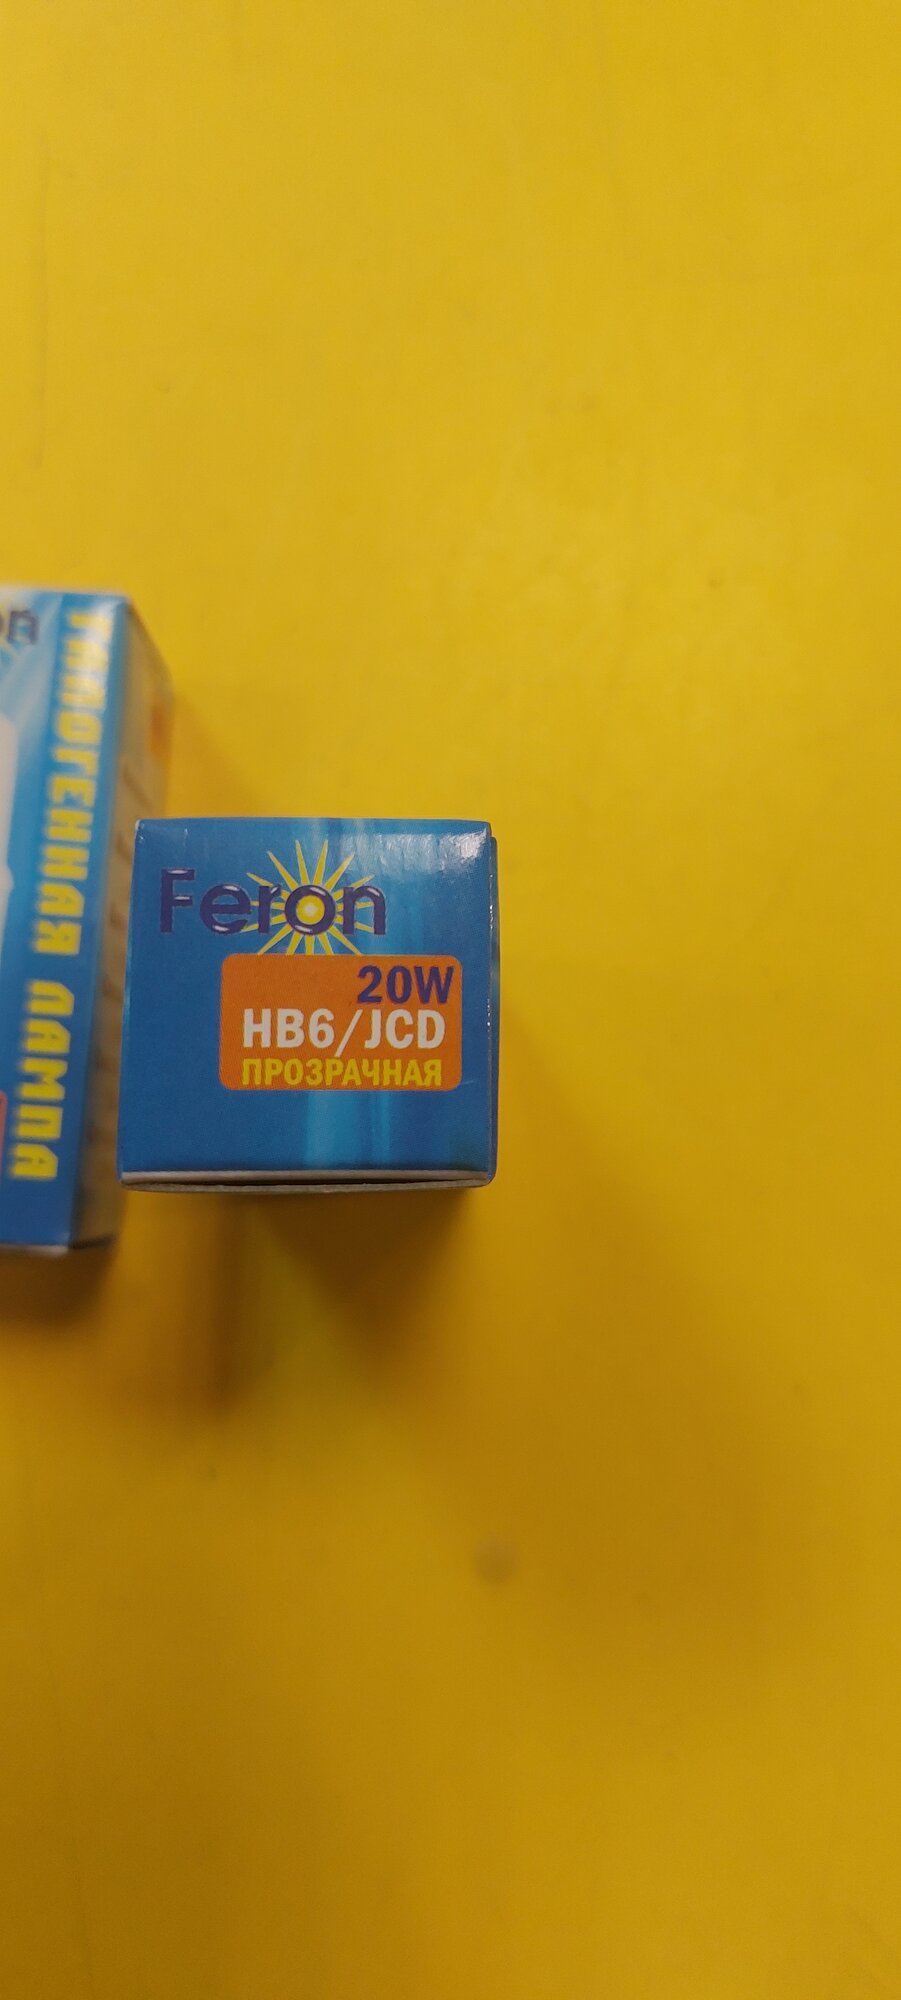 Feron
20W
HB6/JCD
ПРОЗРАЧНАЯ
ГАЛОГЕННАЯ ЛАМПА